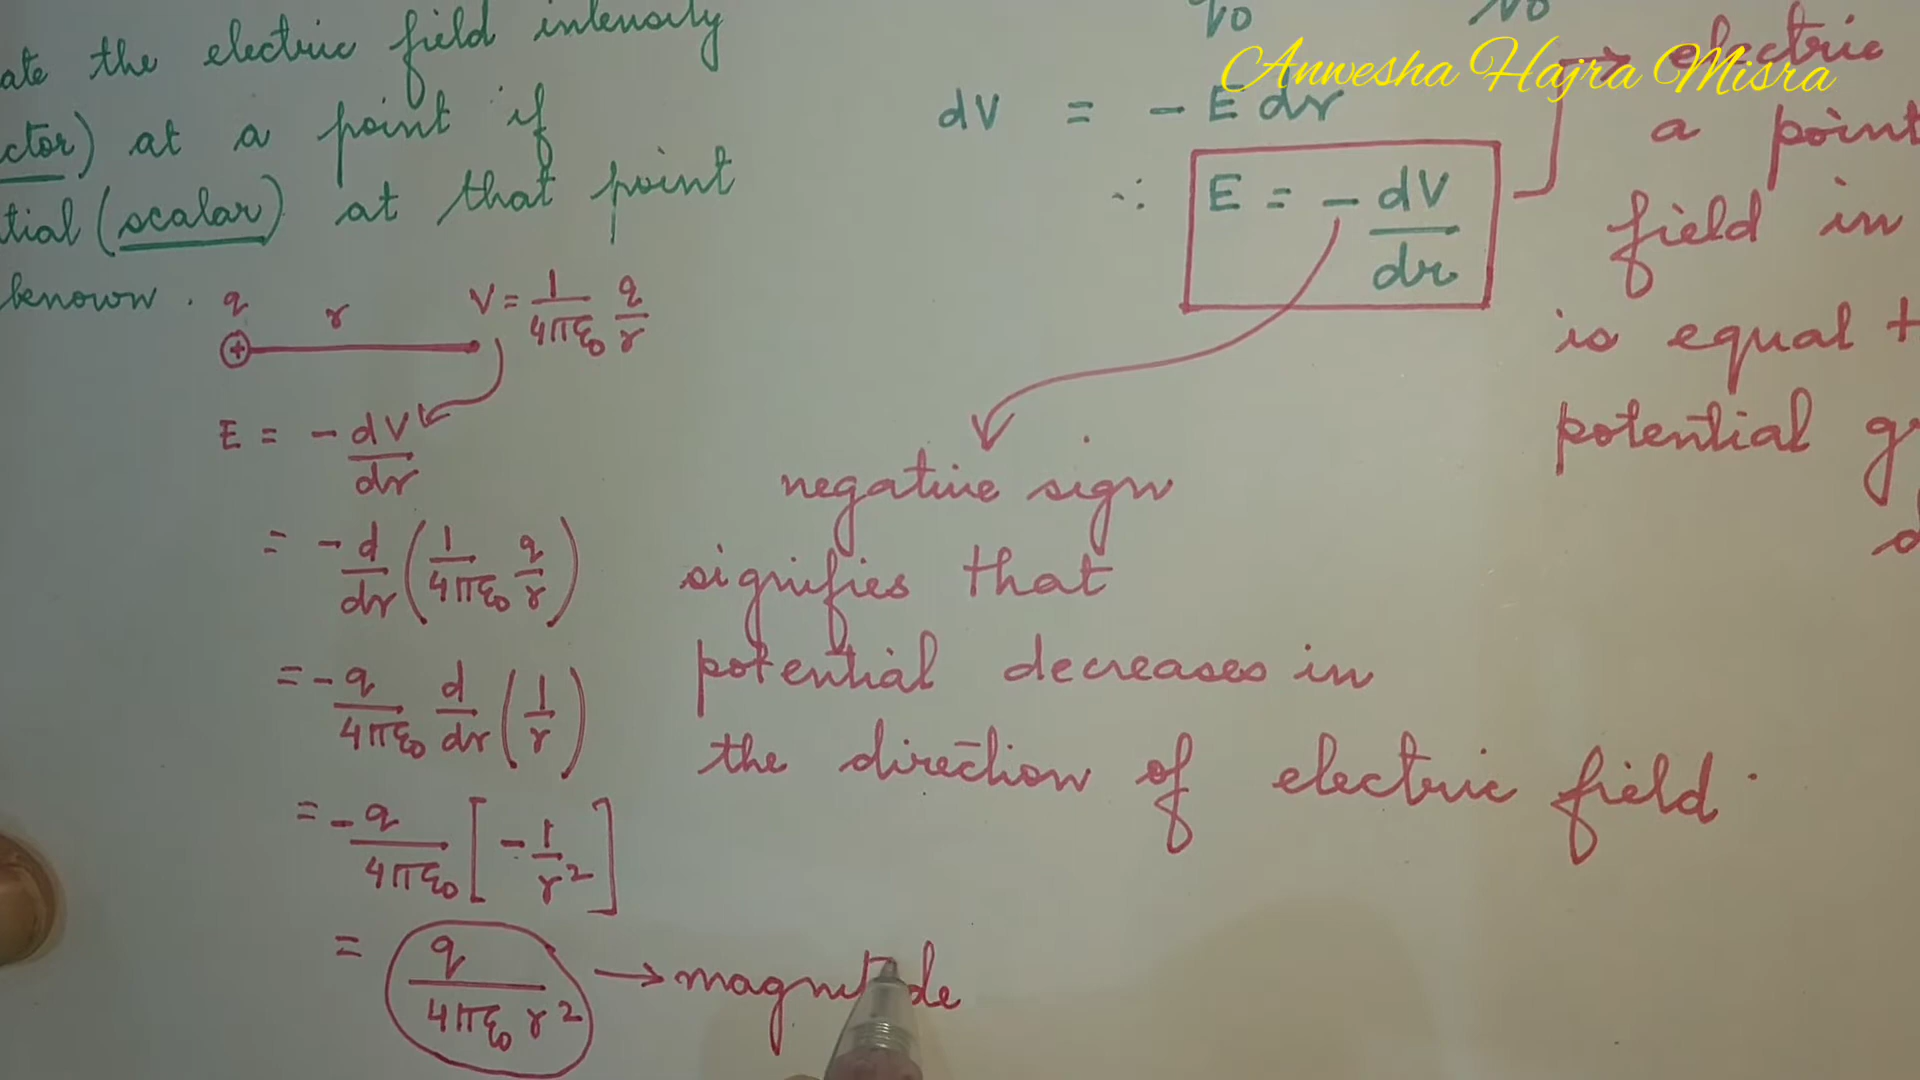 ate the electric field intensity
ctor) at a point if
tial (scalar) at that point
known.
q r V = 1/4πε₀ q/r
E = - dV/dr
= - d/dr (1/4πε₀ q/r)
= - q/4πε₀ d/dr (1/r)
= - q/4πε₀ [- 1/r²]
= q/4πε₀ r² → magnitude
Anwesha Hajra Misra
dV = - E dr
∴ E = - dV/dr
negative sign
signifies that
potential decreases in
the direction of electric field.
→ electric
a point
field in
is equal
potential